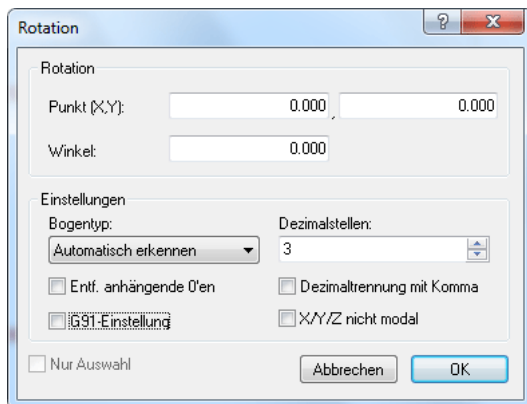 Rotation
?
X
Rotation
Punkt (X,Y):
0.000 , 0.000
Winkel:
0.000
Einstellungen
Bogentyp:
Dezimalstellen:
Automatisch erkennen
3
Entf. anhängende 0'en
Dezimaltrennung mit Komma
G91-Einstellung
X/Y/Z nicht modal
Nur Auswahl
Abbrechen
OK